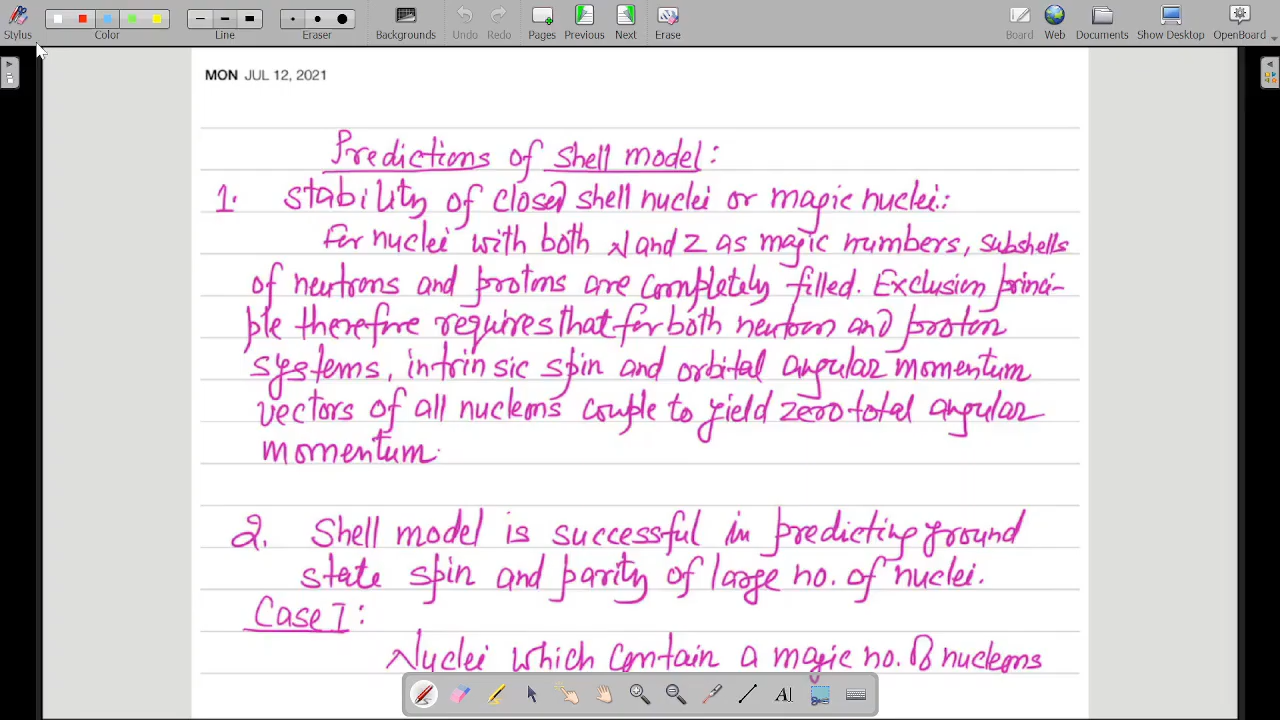 Stylus Color Line Eraser Backgrounds Undo Redo Pages Previous Next Erase Board Web Documents Show Desktop OpenBoard
MON JUL 12, 2021
Predictions of Shell model:
1. Stability of closed shell nuclei or magic nuclei:
For nuclei with both N and Z as magic numbers, subshells
of neutrons and protons are completely filled. Exclusion princi-
ple therefore requires that for both neutron and proton
systems, intrinsic spin and orbital angular momentum
vectors of all nucleons couple to yield zero total angular
momentum.
2. Shell model is successful in predicting ground
state spin and parity of large no. of nuclei.
Case I:
Nuclei which contain a magic no. of nucleons